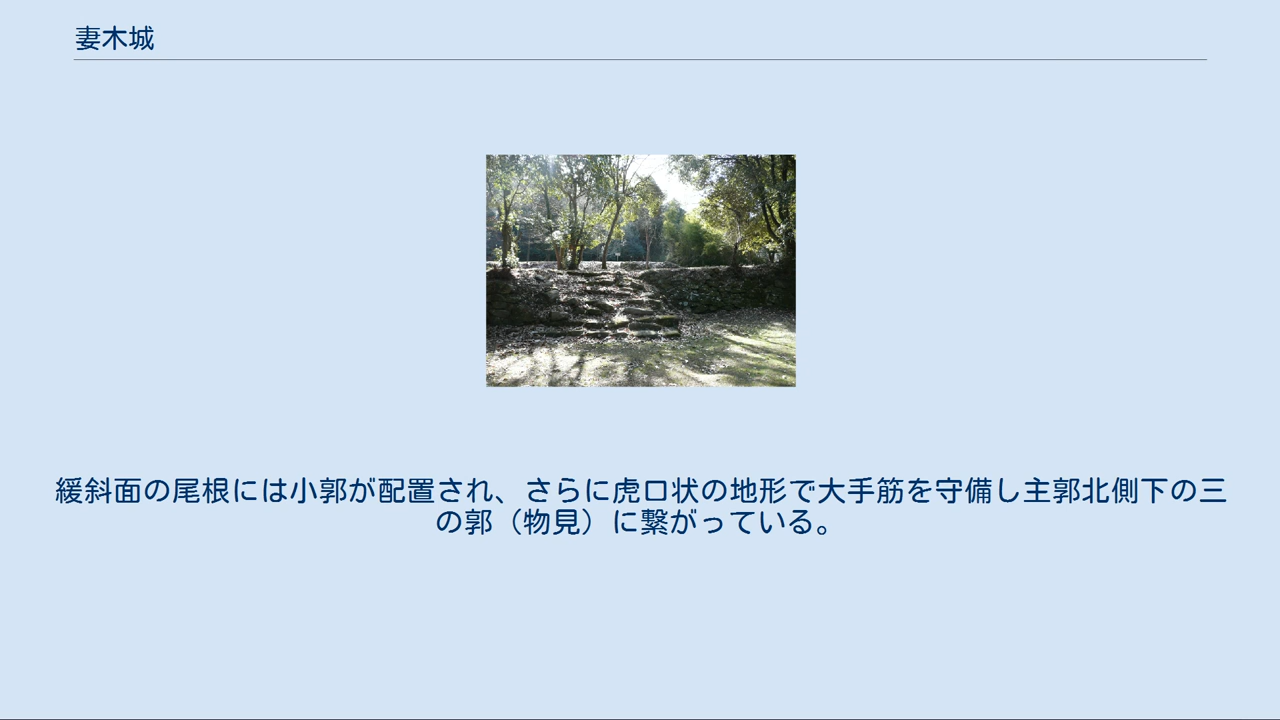 妻木城
緩斜面の尾根には小郭が配置され、さらに虎口状の地形で大手筋を守備し主郭北側下の三
の郭（物見）に繋がっている。